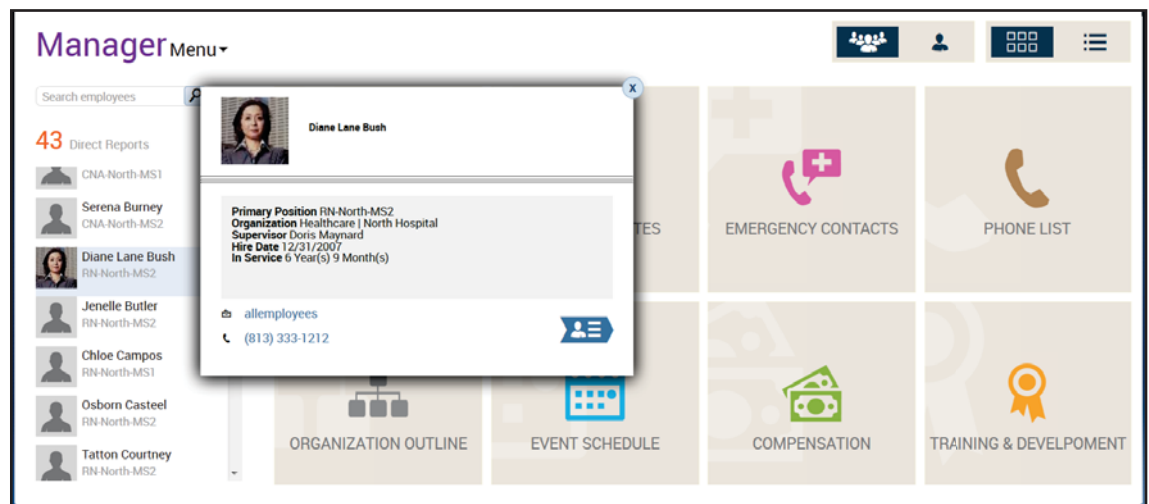 Manager Menu
Search employees
43 Direct Reports
CNA-North-MS1
Serena Burney
CNA-North-MS2
Diane Lane Bush
RN-North-MS2
Jenelle Butler
RN-North-MS2
Chloe Campos
RN-North-MS1
Osborn Casteel
RN-North-MS2
Tatton Courtney
RN-North-MS2
x
Diane Lane Bush
Primary Position RN-North-MS2
Organization Healthcare | North Hospital
Supervisor Doris Maynard
Hire Date 12/31/2007
In Service 6 Year(s) 9 Month(s)
allemployees
(813) 333-1212
TES
EMERGENCY CONTACTS
PHONE LIST
ORGANIZATION OUTLINE
EVENT SCHEDULE
COMPENSATION
TRAINING & DEVELPOMENT